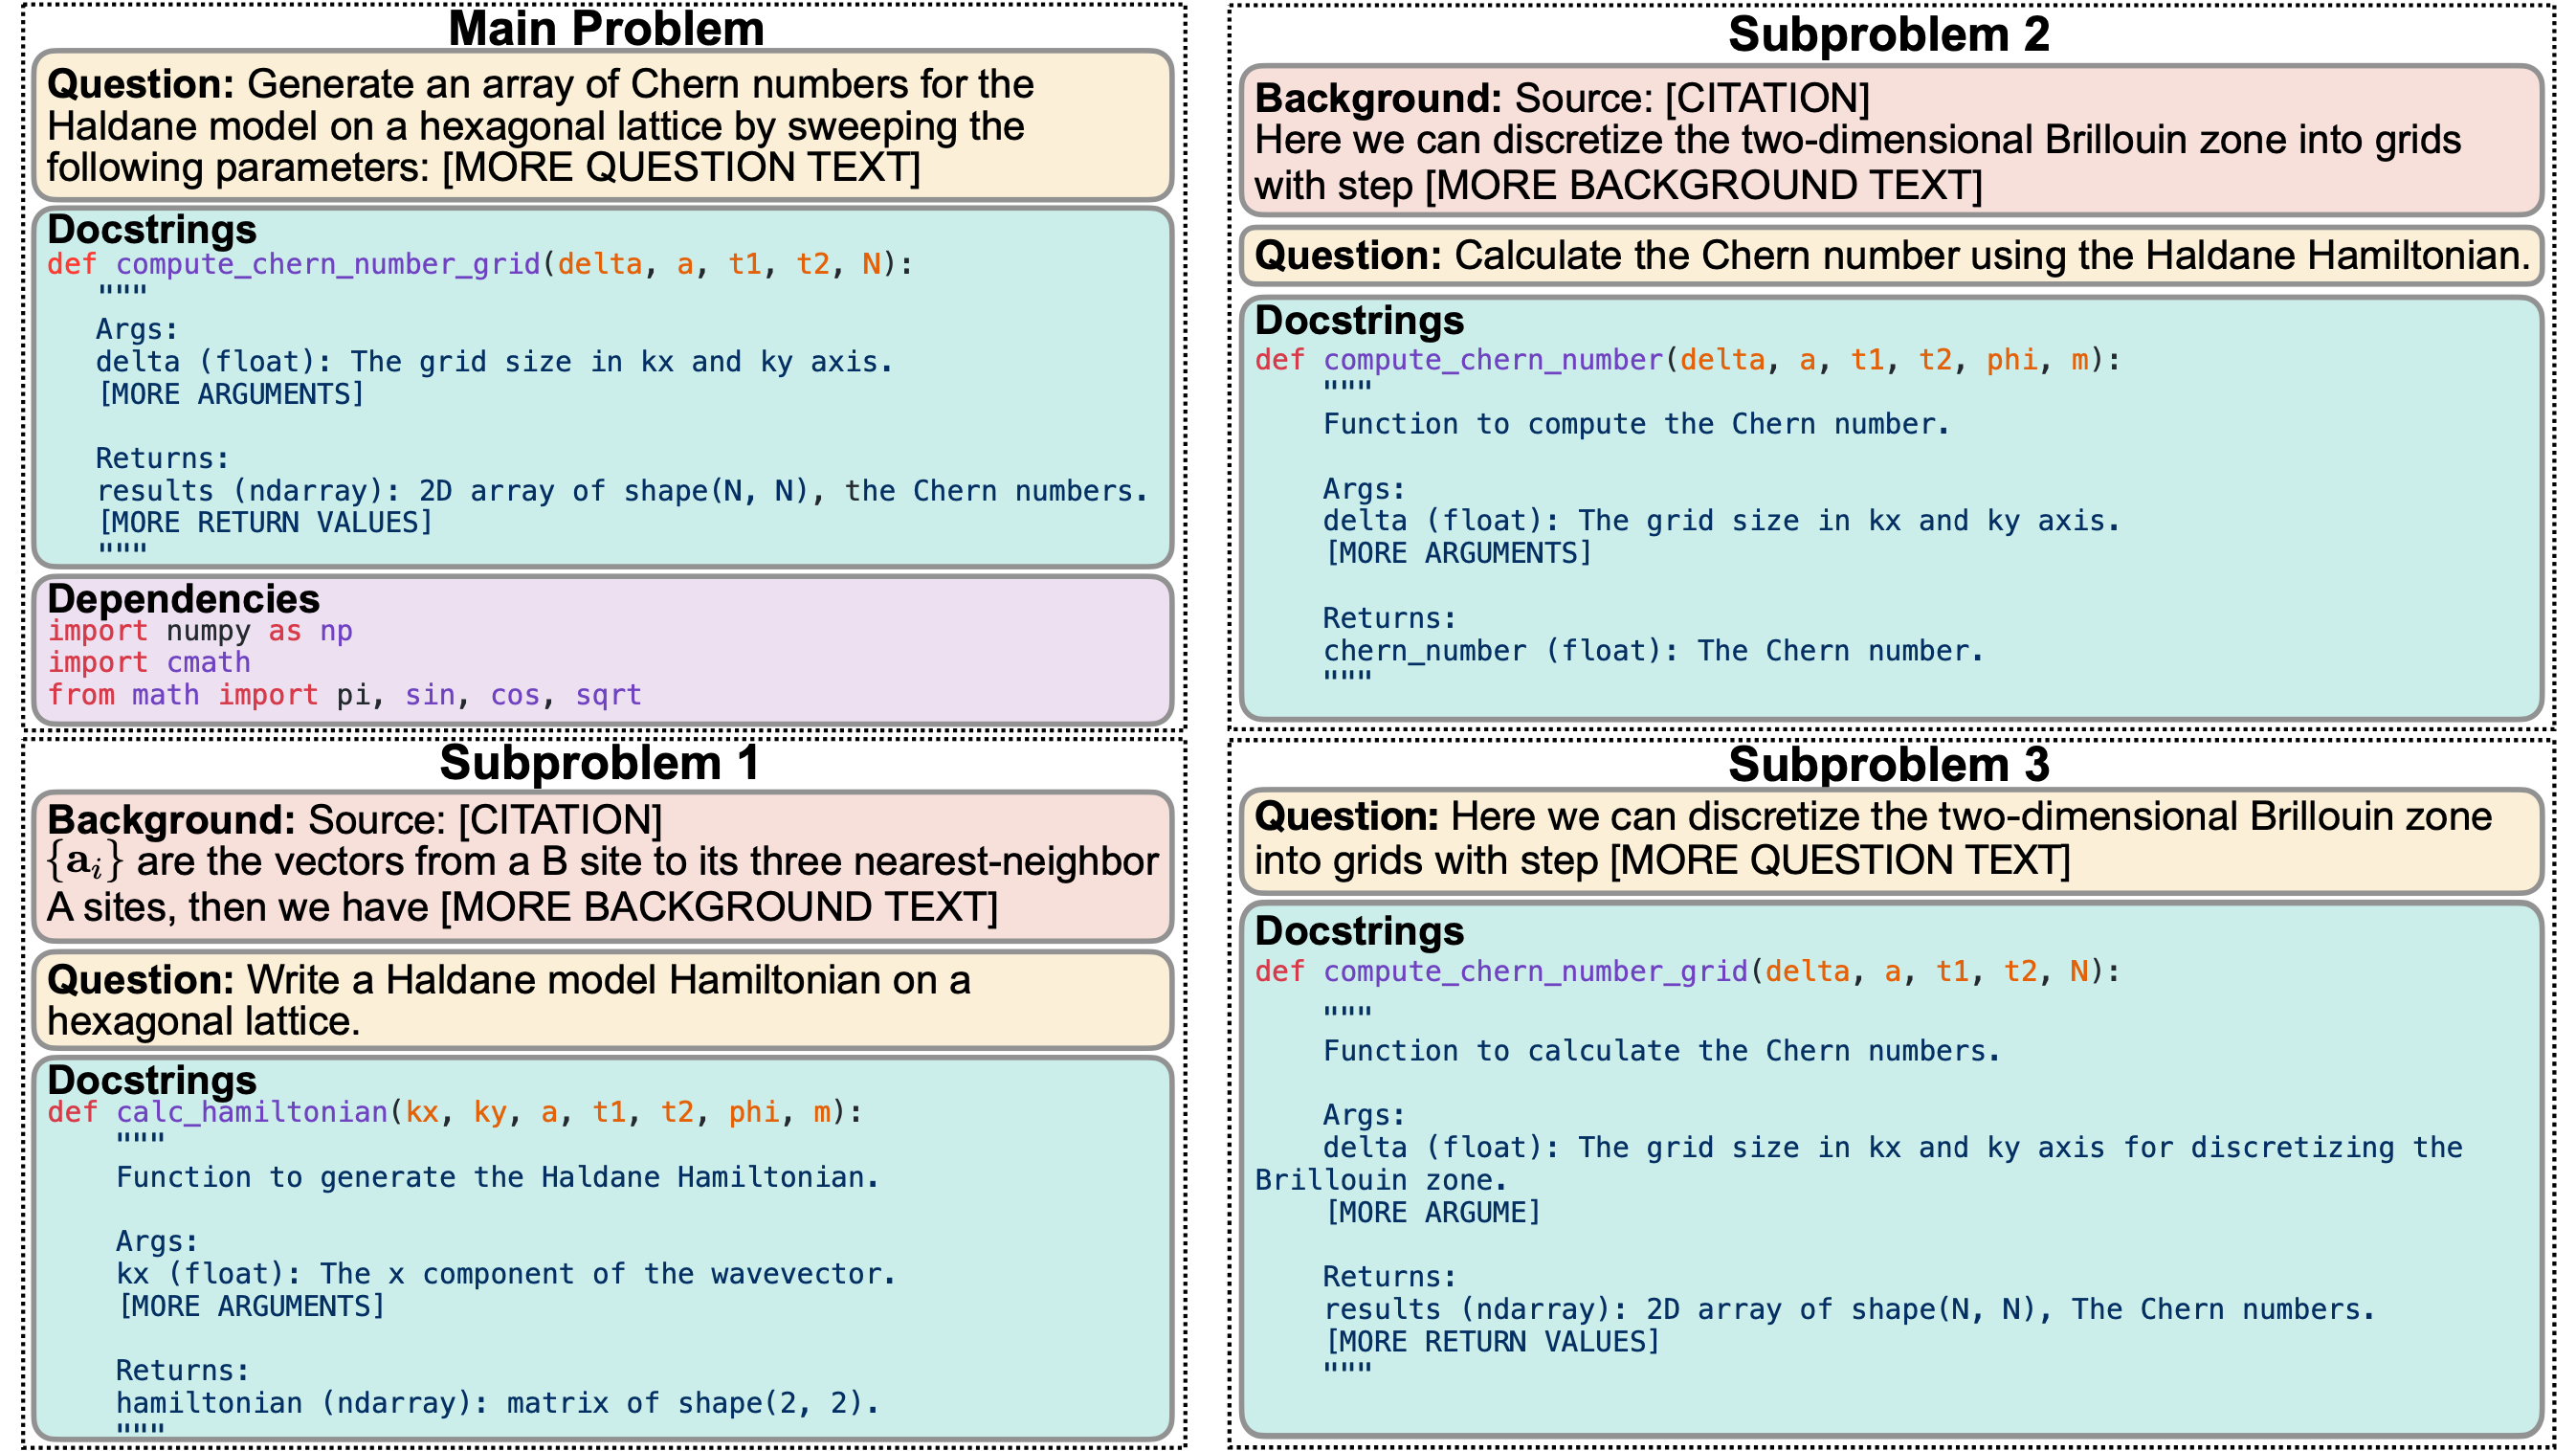 Main Problem
Question: Generate an array of Chern numbers for the
Haldane model on a hexagonal lattice by sweeping the
following parameters: [MORE QUESTION TEXT]
Docstrings
def compute_chern_number_grid(delta, a, t1, t2, N):
"""
Args:
delta (float): The grid size in kx and ky axis.
[MORE ARGUMENTS]
Returns:
results (ndarray): 2D array of shape(N, N), the Chern numbers.
[MORE RETURN VALUES]
"""
Dependencies
import numpy as np
import cmath
from math import pi, sin, cos, sqrt
Subproblem 1
Background: Source: [CITATION]
{a_i} are the vectors from a B site to its three nearest-neighbor
A sites, then we have [MORE BACKGROUND TEXT]
Question: Write a Haldane model Hamiltonian on a
hexagonal lattice.
Docstrings
def calc_hamiltonian(kx, ky, a, t1, t2, phi, m):
"""
Function to generate the Haldane Hamiltonian.
Args:
kx (float): The x component of the wavevector.
[MORE ARGUMENTS]
Returns:
hamiltonian (ndarray): matrix of shape(2, 2).
"""
Subproblem 2
Background: Source: [CITATION]
Here we can discretize the two-dimensional Brillouin zone into grids
with step [MORE BACKGROUND TEXT]
Question: Calculate the Chern number using the Haldane Hamiltonian.
Docstrings
def compute_chern_number(delta, a, t1, t2, phi, m):
"""
Function to compute the Chern number.
Args:
delta (float): The grid size in kx and ky axis.
[MORE ARGUMENTS]
Returns:
chern_number (float): The Chern number.
"""
Subproblem 3
Question: Here we can discretize the two-dimensional Brillouin zone
into grids with step [MORE QUESTION TEXT]
Docstrings
def compute_chern_number_grid(delta, a, t1, t2, N):
"""
Function to calculate the Chern numbers.
Args:
delta (float): The grid size in kx and ky axis for discretizing the
Brillouin zone.
[MORE ARGUME]
Returns:
results (ndarray): 2D array of shape(N, N), The Chern numbers.
[MORE RETURN VALUES]
"""